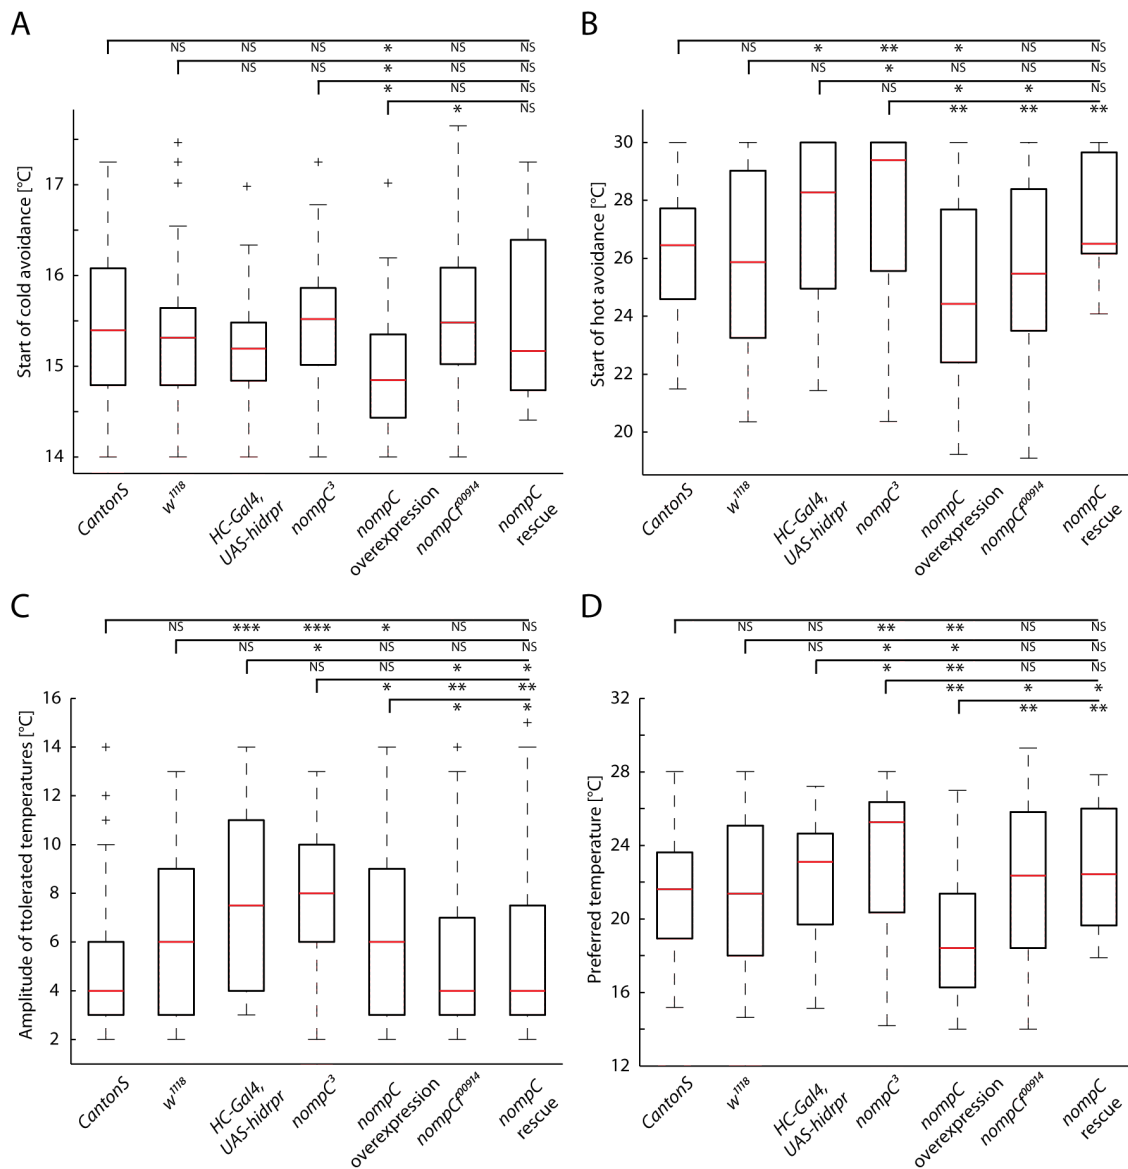 A
NS NS NS * NS NS
NS NS * NS NS
* NS NS
* NS
Start of cold avoidance [°C]
17
16
15
14
CantonS
w1118
HC-Gal4,
UAS-hidrpr
nompC3
nompC
overexpression
nompCf00914
nompC
rescue
B
NS * ** * NS NS
NS * NS NS NS
NS * * NS
** ** **
Start of hot avoidance [°C]
30
28
26
24
22
20
CantonS
w1118
HC-Gal4,
UAS-hidrpr
nompC3
nompC
overexpression
nompCf00914
nompC
rescue
C
NS *** *** * NS NS
NS * NS NS NS
NS NS * *
* ** **
* *
Amplitude of ttolerated temperatures [°C]
16
14
12
10
8
6
4
2
CantonS
w1118
HC-Gal4,
UAS-hidrpr
nompC3
nompC
overexpression
nompCf00914
nompC
rescue
D
NS NS ** ** NS NS
NS * * NS NS
* ** NS NS
** * *
** **
Preferred temperature [°C]
32
28
24
20
16
12
CantonS
w1118
HC-Gal4,
UAS-hidrpr
nompC3
nompC
overexpression
nompCf00914
nompC
rescue